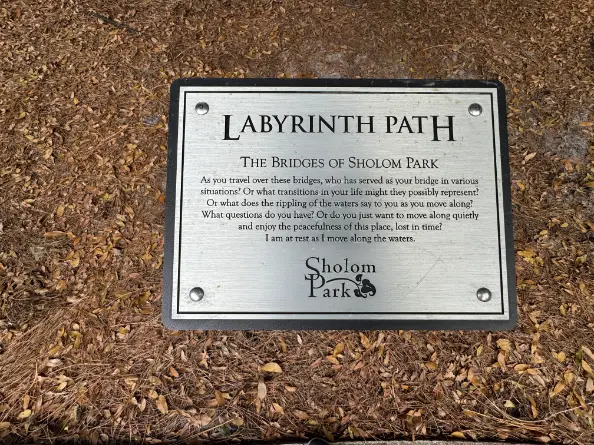 LABYRINTH PATH
THE BRIDGES OF SHOLOM PARK
As you travel over these bridges, who has served as your bridge in various
situations? Or what transitions in your life might they possibly represent?
Or what does the rippling of the waters say to you as you move along?
What questions do you have? Or do you just want to move along quietly
and enjoy the peacefulness of this place, lost in time?
I am at rest as I move along the waters.
Sholom
Park